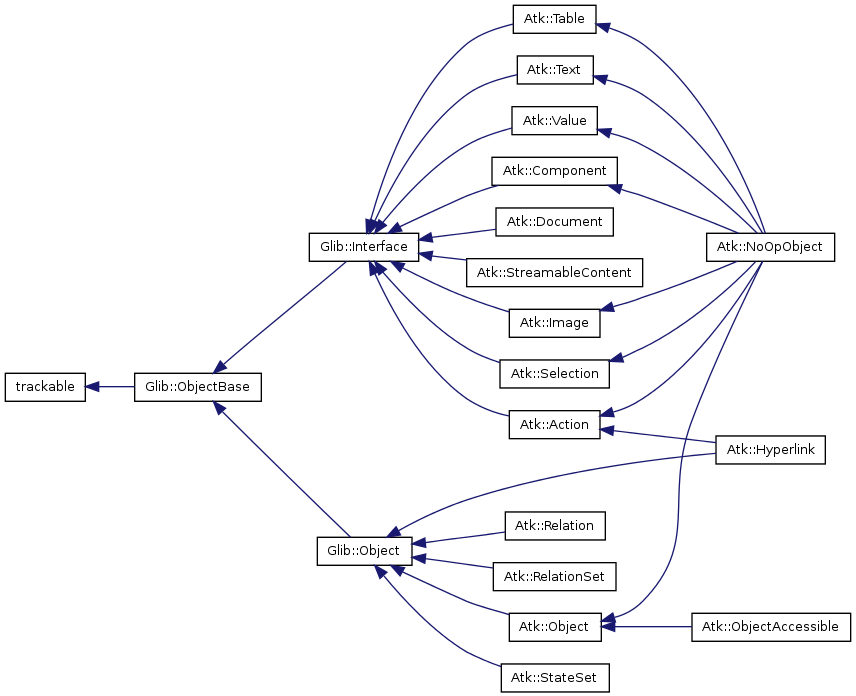 Atk::Table
Atk::Text
Atk::Value
Atk::Component
Atk::Document
Glib::Interface
Atk::NoOpObject
Atk::StreamableContent
Atk::Image
Atk::Selection
trackable
Glib::ObjectBase
Atk::Action
Atk::Hyperlink
Atk::Relation
Glib::Object
Atk::RelationSet
Atk::Object
Atk::ObjectAccessible
Atk::StateSet